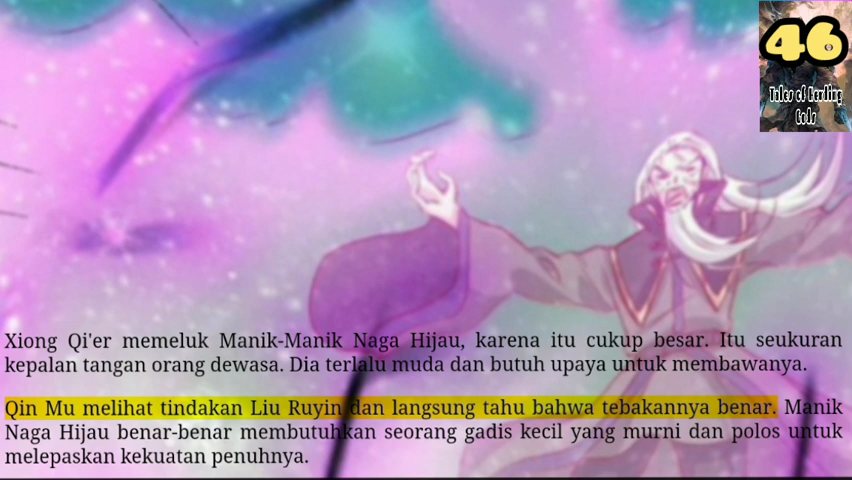 46
Tales of Herding
Gods
Xiong Qi'er memeluk Manik-Manik Naga Hijau, karena itu cukup besar. Itu seukuran
kepalan tangan orang dewasa. Dia terlalu muda dan butuh upaya untuk membawanya.
Qin Mu melihat tindakan Liu Ruyin dan langsung tahu bahwa tebakannya benar. Manik
Naga Hijau benar-benar membutuhkan seorang gadis kecil yang murni dan polos untuk
melepaskan kekuatan penuhnya.